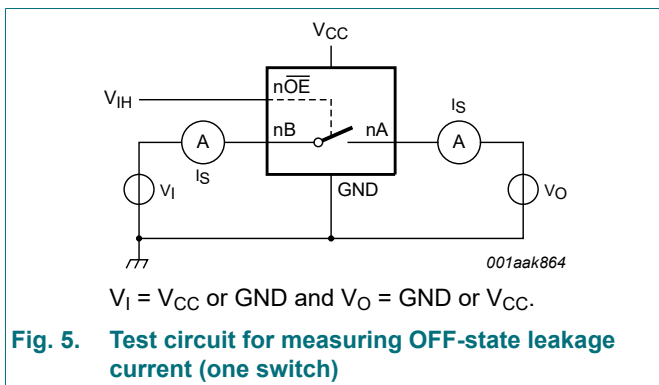 VCC
nOE
VIH
IS
nB
nA
A
A
IS
VI
GND
VO
001aak864
VI = VCC or GND and VO = GND or VCC.
Fig. 5. Test circuit for measuring OFF-state leakage
current (one switch)